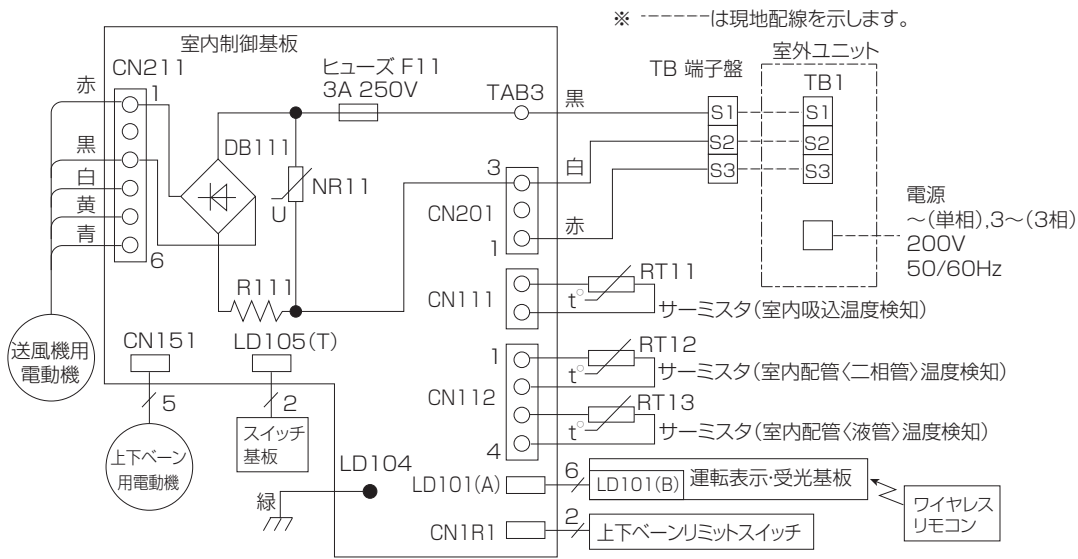 ※ ------は現地配線を示します。
室内制御基板
室外ユニット
CN211
ヒューズ F11
3A 250V
TB 端子盤
TB1
赤
1
TAB3
黒
S1
S1
黒
DB111
S2
S2
白
NR11
3
白
S3
S3
黄
U
CN201
電源
～(単相),3～(3相)
200V
50/60Hz
青
赤
6
1
R111
RT11
CN111
t°
サーミスタ(室内吸込温度検知)
送風機用
電動機
CN151
LD105(T)
1
RT12
t°
サーミスタ(室内配管〈二相管〉温度検知)
5
2
CN112
RT13
t°
サーミスタ(室内配管〈液管〉温度検知)
4
上下ベーン
用電動機
スイッチ
基板
LD104
緑
LD101(A)
6
LD101(B)
運転表示･受光基板
ワイヤレス
リモコン
CN1R1
2
上下ベーンリミットスイッチ